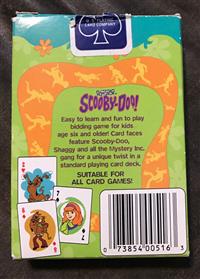 U.S. PLAYING
CARD COMPANY
SCOOBY-DOO!
Easy to learn and fun to play
bidding game for kids
age six and older! Card faces
feature Scooby-Doo,
Shaggy and all the Mystery Inc.
gang for a unique twist in a
standard playing card deck.
SUITABLE FOR
ALL CARD GAMES!
7
0 73854 00516 3